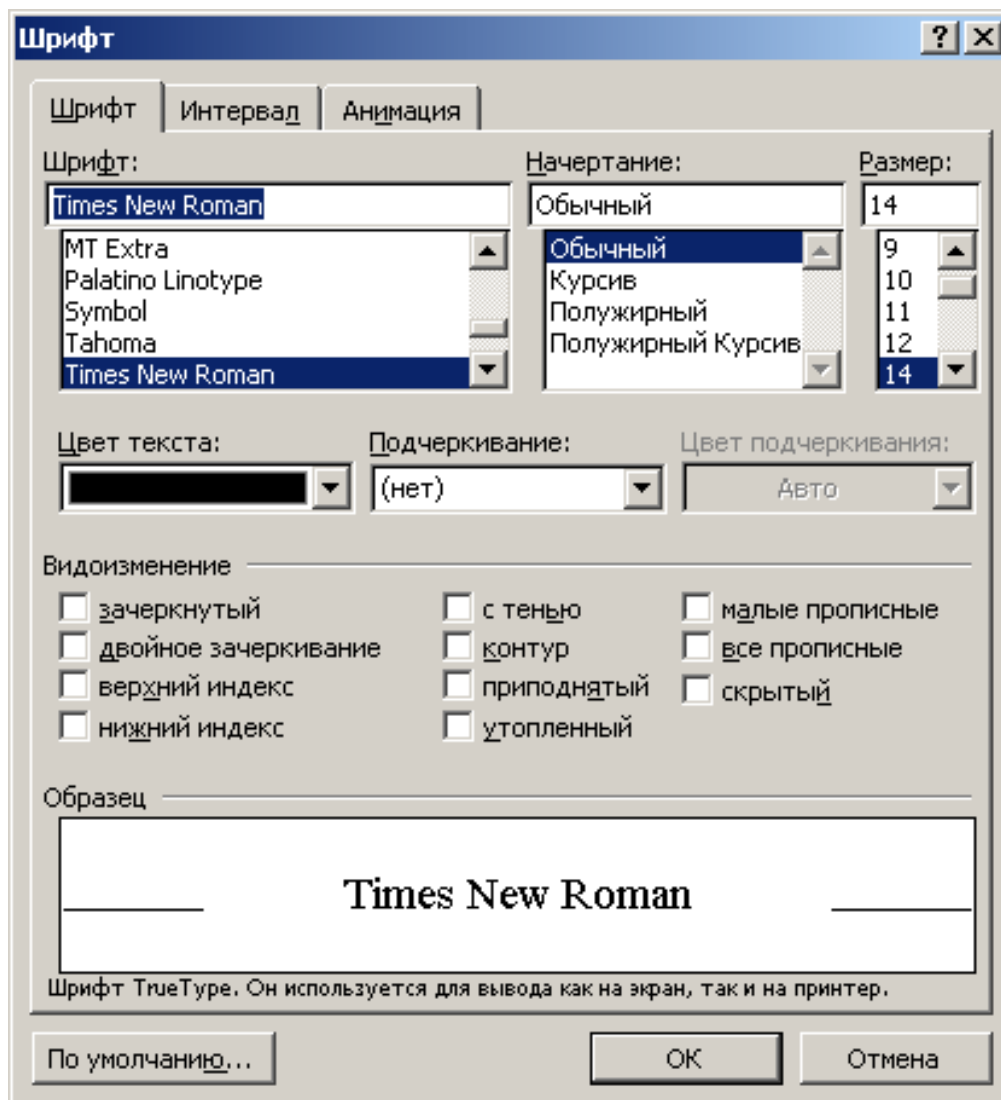 Шрифт
Шрифт Интервал Анимация
Шрифт: Начертание: Размер:
Times New Roman Обычный 14
MT Extra Обычный 9
Palatino Linotype Курсив 10
Symbol Полужирный 11
Tahoma Полужирный Курсив 12
Times New Roman 14
Цвет текста: Подчеркивание: Цвет подчеркивания:
(нет) Авто
Видоизменение
зачеркнутый с тенью малые прописные
двойное зачеркивание контур все прописные
верхний индекс приподнятый скрытый
нижний индекс утопленный
Образец
Times New Roman
Шрифт TrueType. Он используется для вывода как на экран, так и на принтер.
По умолчанию... ОК Отмена